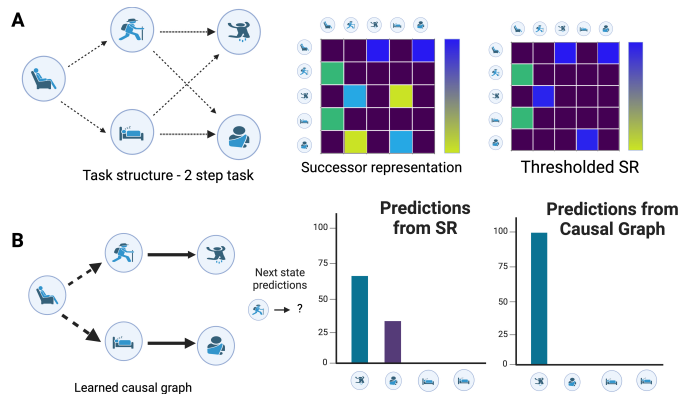 A
Task structure - 2 step task
Successor representation
Thresholded SR
B
Learned causal graph
Next state
predictions
?
Predictions
from SR
100
75
50
25
0
Predictions from
Causal Graph
100
75
50
25
0